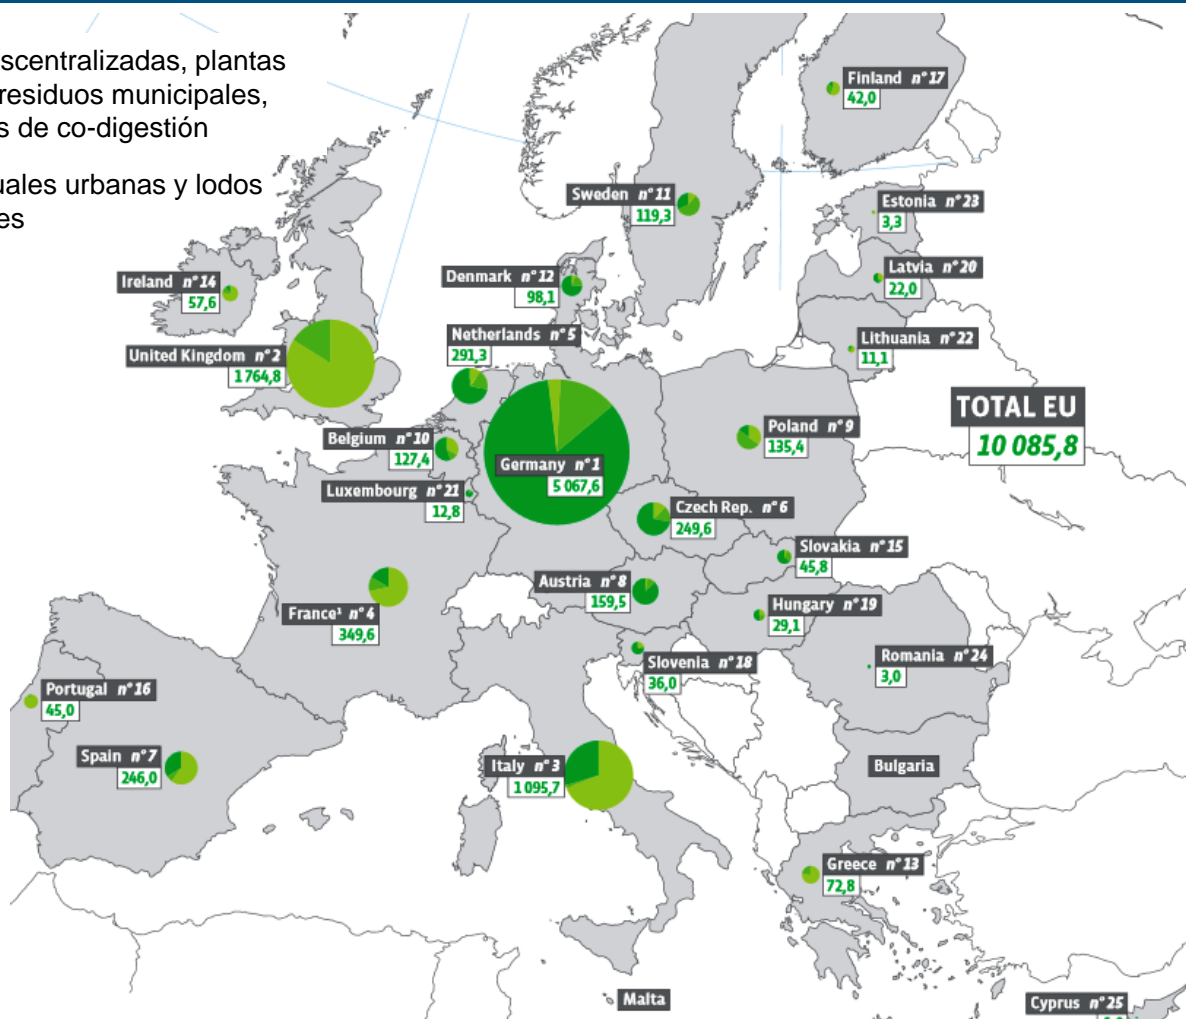 scentralizadas, plantas
residuos municipales,
s de co-digestión
uales urbanas y lodos
es
Finland n°17
42,0
Sweden n°11
119,3
Estonia n°23
3,3
Denmark n°12
98,1
Latvia n°20
22,0
Ireland n°14
57,6
Netherlands n°5
291,3
Lithuania n°22
11,1
United Kingdom n°2
1 764,8
TOTAL EU
10 085,8
Poland n°9
135,4
Belgium n°10
127,4
Germany n°1
5 067,6
Luxembourg n°21
12,8
Czech Rep. n°6
249,6
Slovakia n°15
45,8
Austria n°8
159,5
Hungary n°19
29,1
France¹ n°4
349,6
Slovenia n°18
36,0
Romania n°24
3,0
Portugal n°16
45,0
Spain n°7
246,0
Italy n°3
1 095,7
Bulgaria
Greece n°13
72,8
Malta
Cyprus n°25